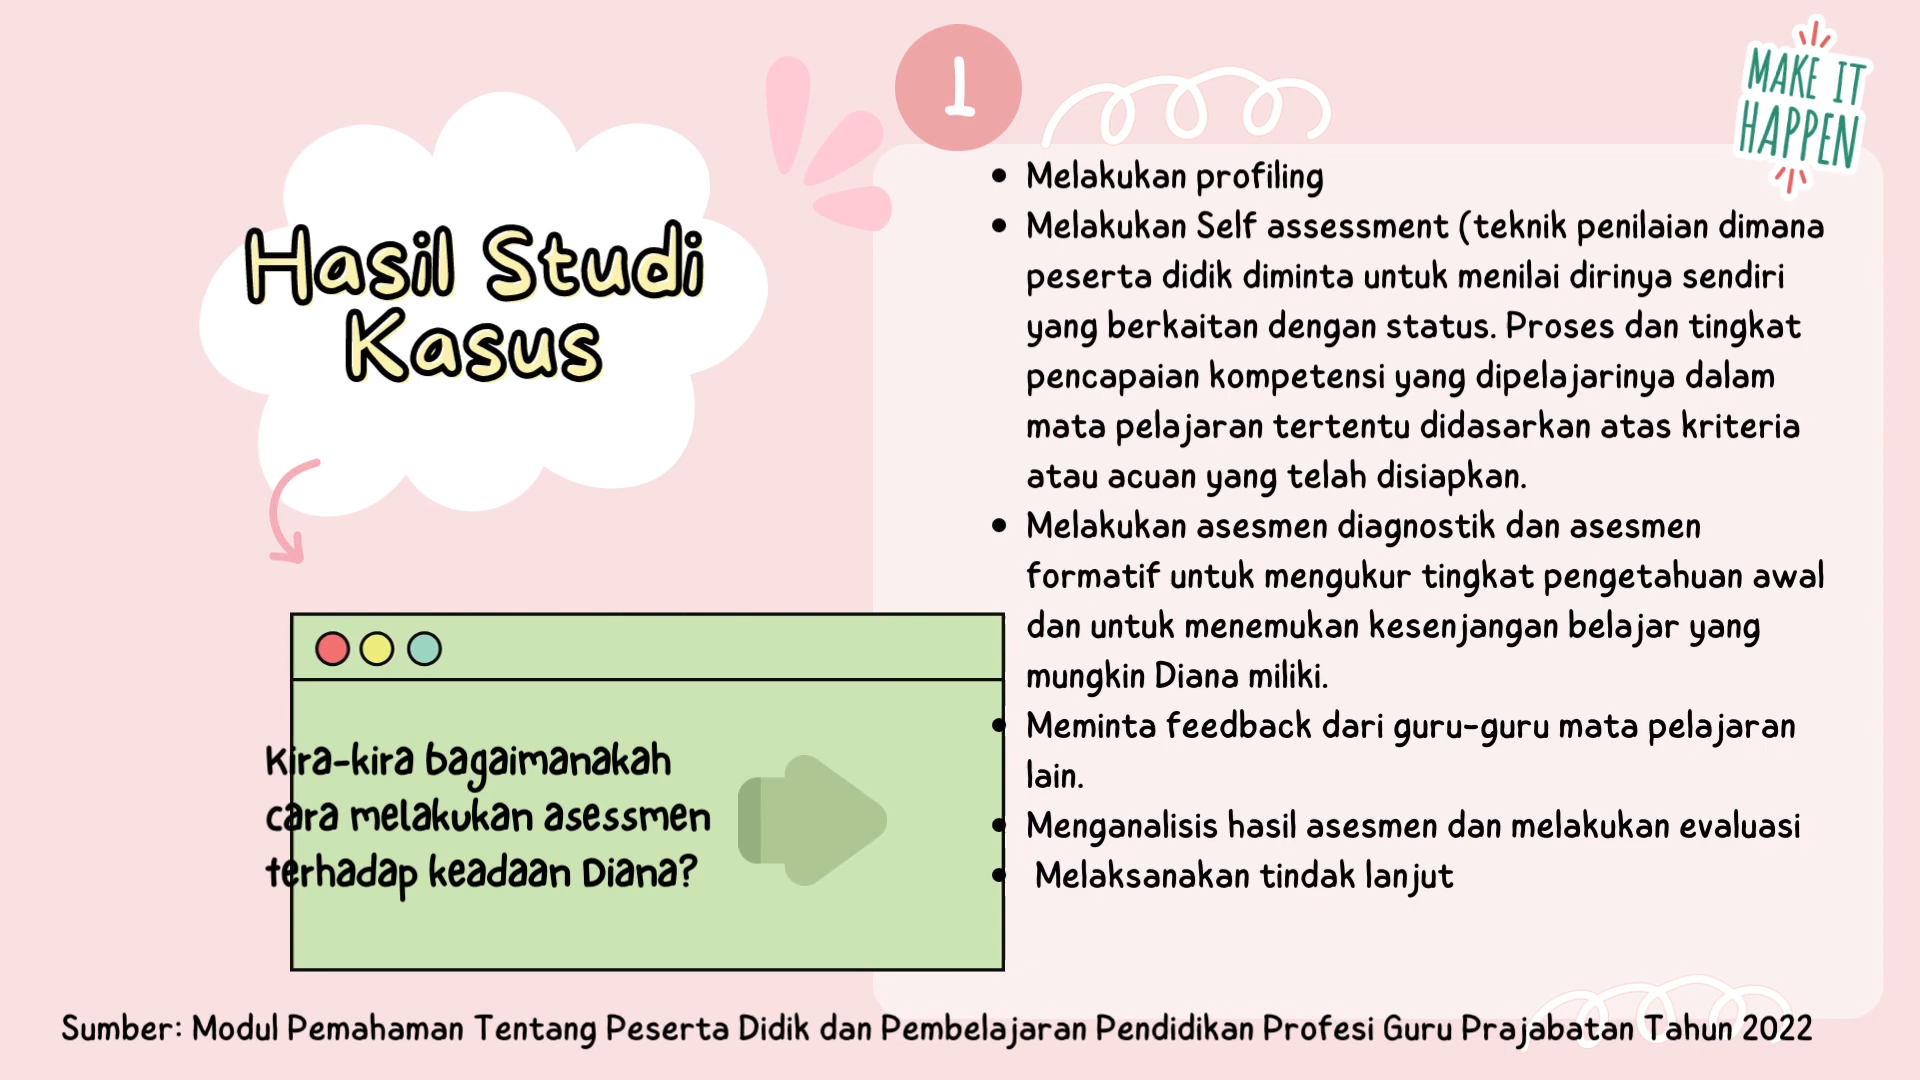 1
MAKE IT
HAPPEN
Hasil Studi
Kasus
Kira-kira bagaimanakah
cara melakukan asessmen
terhadap keadaan Diana?
• Melakukan profiling
• Melakukan Self assessment (teknik penilaian dimana
peserta didik diminta untuk menilai dirinya sendiri
yang berkaitan dengan status. Proses dan tingkat
pencapaian kompetensi yang dipelajarinya dalam
mata pelajaran tertentu didasarkan atas kriteria
atau acuan yang telah disiapkan.
• Melakukan asesmen diagnostik dan asesmen
formatif untuk mengukur tingkat pengetahuan awal
dan untuk menemukan kesenjangan belajar yang
mungkin Diana miliki.
• Meminta feedback dari guru-guru mata pelajaran
lain.
• Menganalisis hasil asesmen dan melakukan evaluasi
• Melaksanakan tindak lanjut
Sumber: Modul Pemahaman Tentang Peserta Didik dan Pembelajaran Pendidikan Profesi Guru Prajabatan Tahun 2022